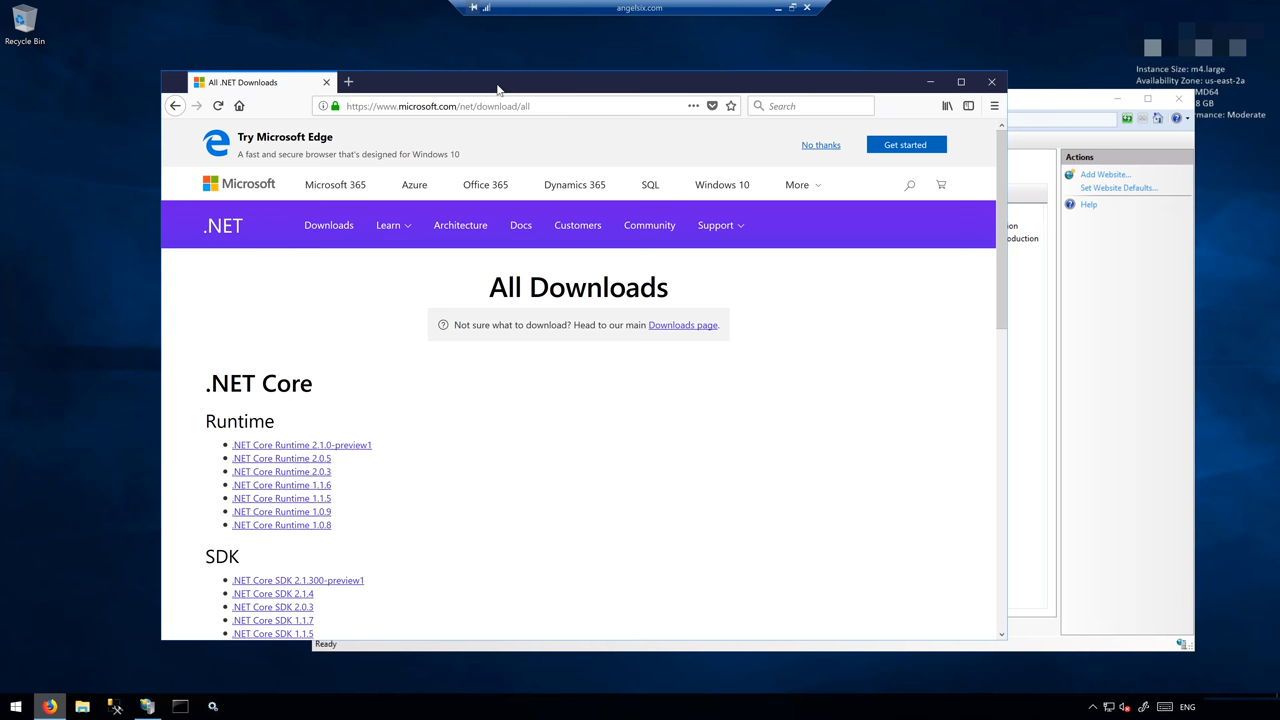 angelsix.com
Recycle Bin
Instance Size: m4.large
Availability Zone: us-east-2a
MD64
8 GB
ormance: Moderate
All .NET Downloads
https://www.microsoft.com/net/download/all
Search
Try Microsoft Edge
A fast and secure browser that's designed for Windows 10
No thanks
Get started
Microsoft
Microsoft 365
Azure
Office 365
Dynamics 365
SQL
Windows 10
More
.NET
Downloads
Learn
Architecture
Docs
Customers
Community
Support
All Downloads
Not sure what to download? Head to our main Downloads page.
.NET Core
Runtime
.NET Core Runtime 2.1.0-preview1
.NET Core Runtime 2.0.5
.NET Core Runtime 2.0.3
.NET Core Runtime 1.1.6
.NET Core Runtime 1.1.5
.NET Core Runtime 1.0.9
.NET Core Runtime 1.0.8
SDK
.NET Core SDK 2.1.300-preview1
.NET Core SDK 2.1.4
.NET Core SDK 2.0.3
.NET Core SDK 1.1.7
.NET Core SDK 1.1.5
Actions
Add Website...
Set Website Defaults...
Help
ion
oduction
Ready
ENG